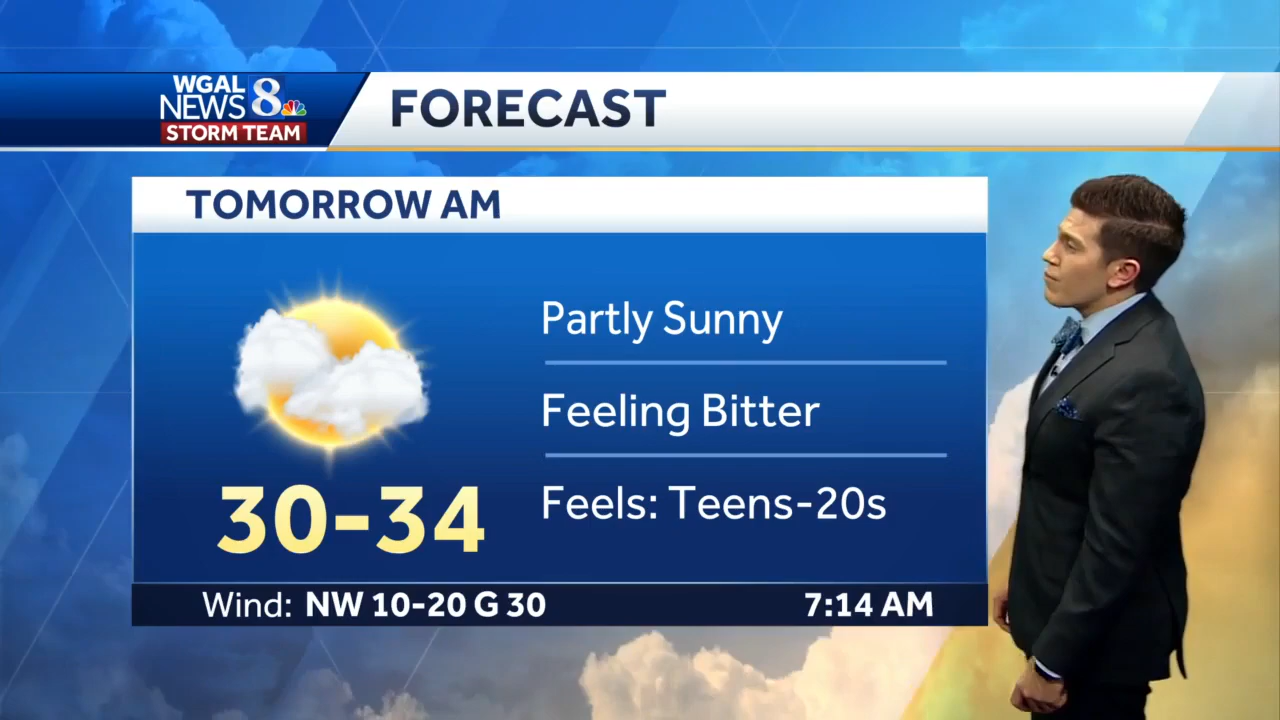 WGAL
NEWS 8
STORM TEAM
FORECAST
TOMORROW AM
Partly Sunny
Feeling Bitter
30-34
Feels: Teens-20s
Wind: NW 10-20 G 30
7:14 AM